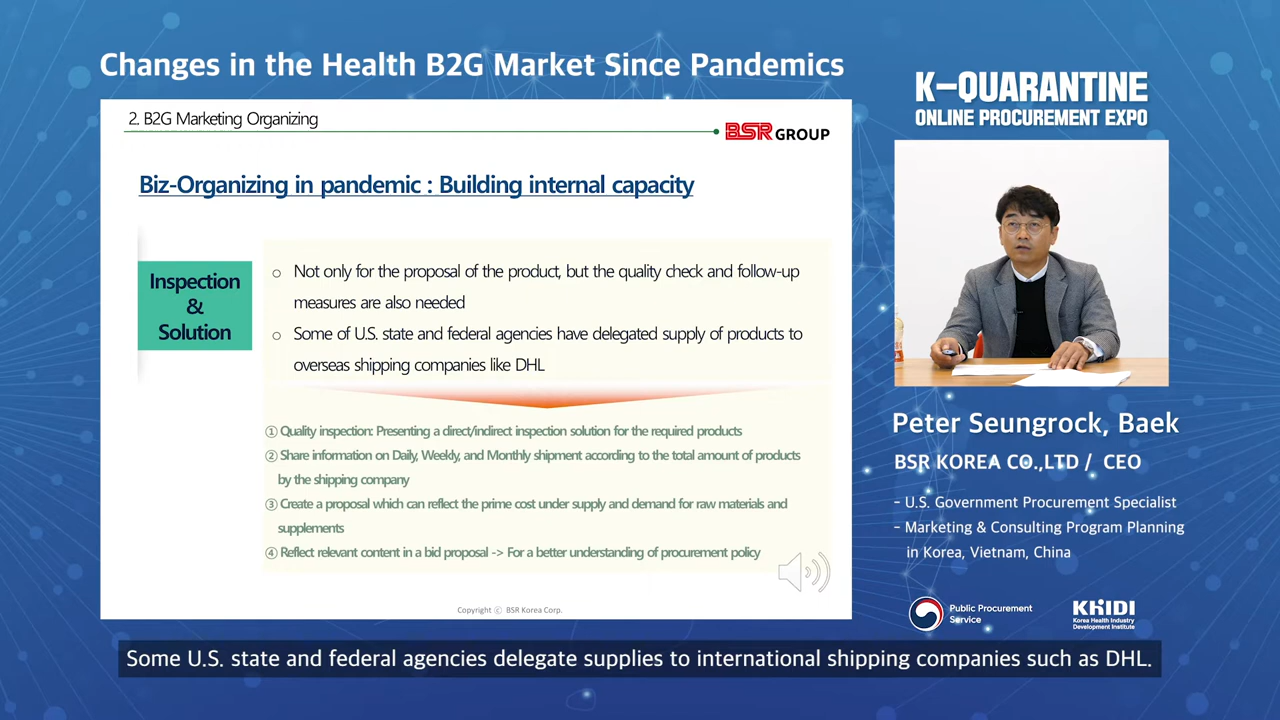 Changes in the Health B2G Market Since Pandemics
K-QUARANTINE
ONLINE PROCUREMENT EXPO
2. B2G Marketing Organizing
BSR GROUP
Biz-Organizing in pandemic : Building internal capacity
Inspection
&
Solution
○ Not only for the proposal of the product, but the quality check and follow-up
measures are also needed
○ Some of U.S. state and federal agencies have delegated supply of products to
overseas shipping companies like DHL
① Quality inspection: Presenting a direct/indirect inspection solution for the required products
② Share information on Daily, Weekly, and Monthly shipment according to the total amount of products
by the shipping company
③ Create a proposal which can reflect the prime cost under supply and demand for raw materials and
supplements
④ Reflect relevant content in a bid proposal -> For a better understanding of procurement policy
Copyright ⓒ BSR Korea Corp.
Peter Seungrock, Baek
BSR KOREA CO.,LTD / CEO
- U.S. Government Procurement Specialist
- Marketing & Consulting Program Planning
in Korea, Vietnam, China
Public Procurement
Service
KHIDI
Korea Health Industry
Development Institute
Some U.S. state and federal agencies delegate supplies to international shipping companies such as DHL.